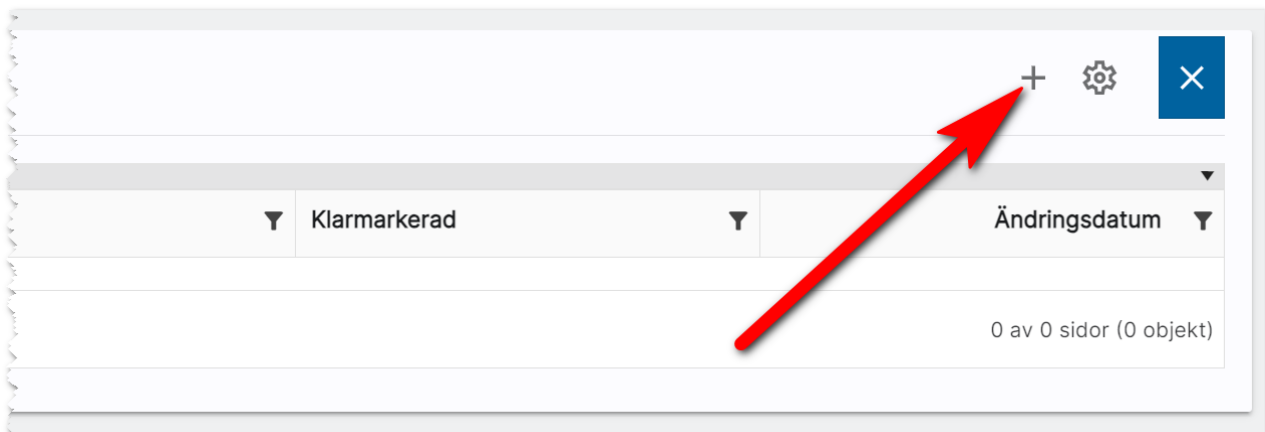 Klarmarkerad
Ändringsdatum
0 av 0 sidor (0 objekt)